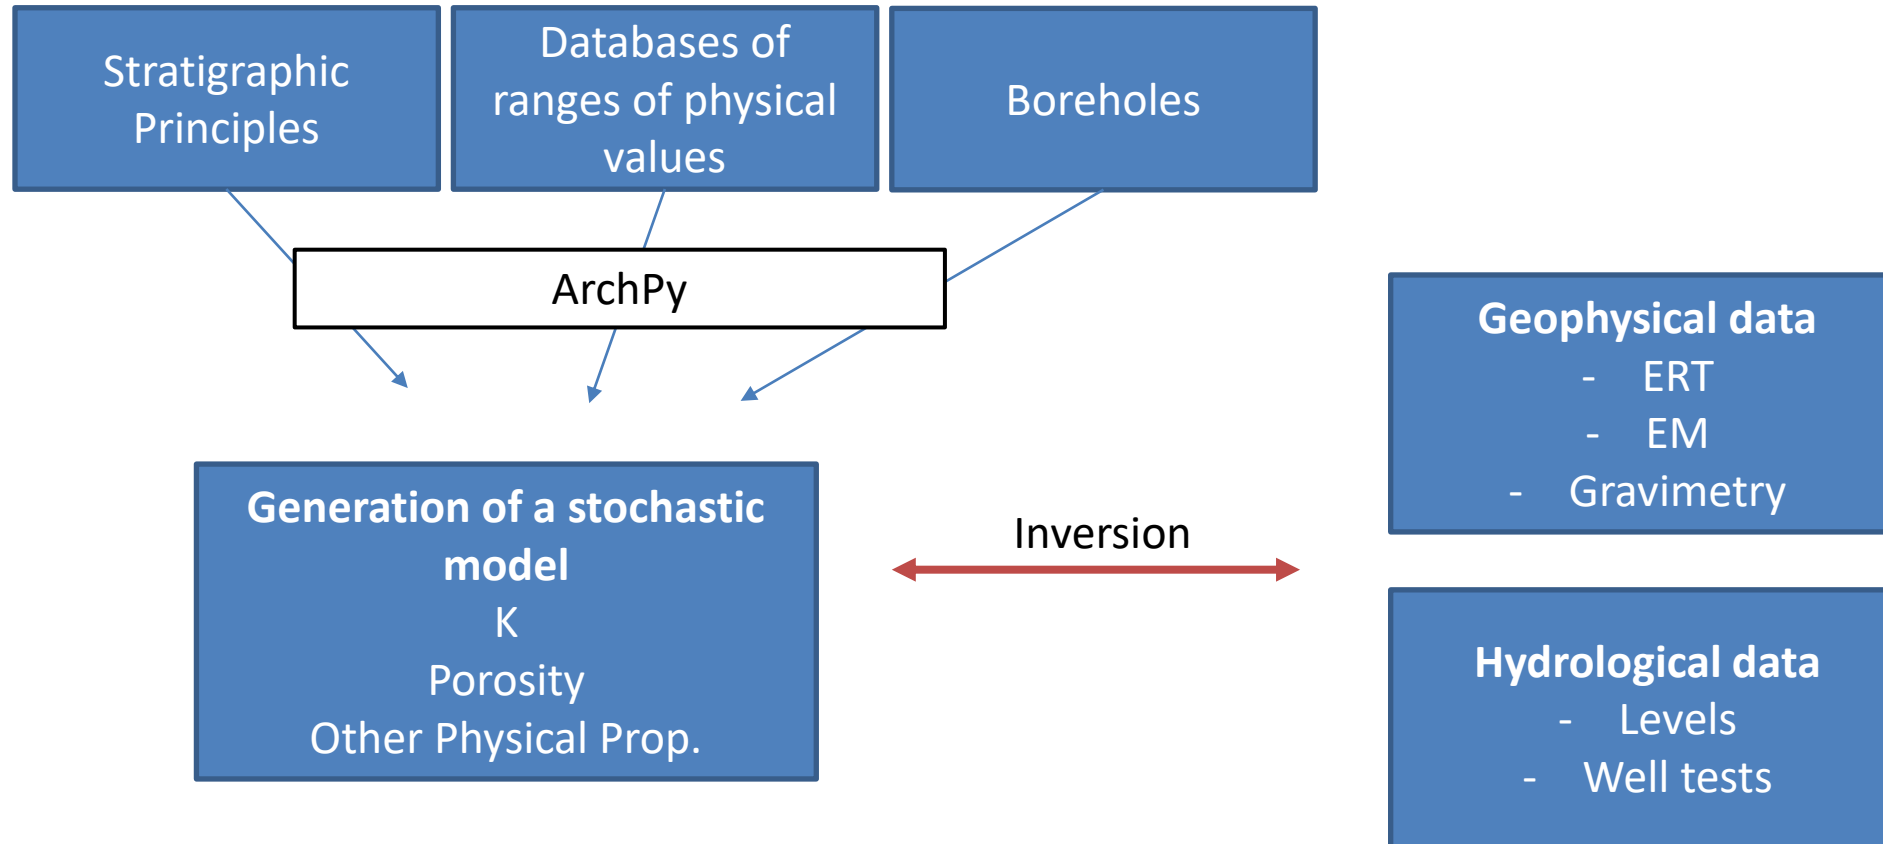 Stratigraphic
Principles
Databases of
ranges of physical
values
Boreholes
ArchPy
Generation of a stochastic
model
K
Porosity
Other Physical Prop.
Inversion
Geophysical data
- ERT
- EM
- Gravimetry
Hydrological data
- Levels
- Well tests